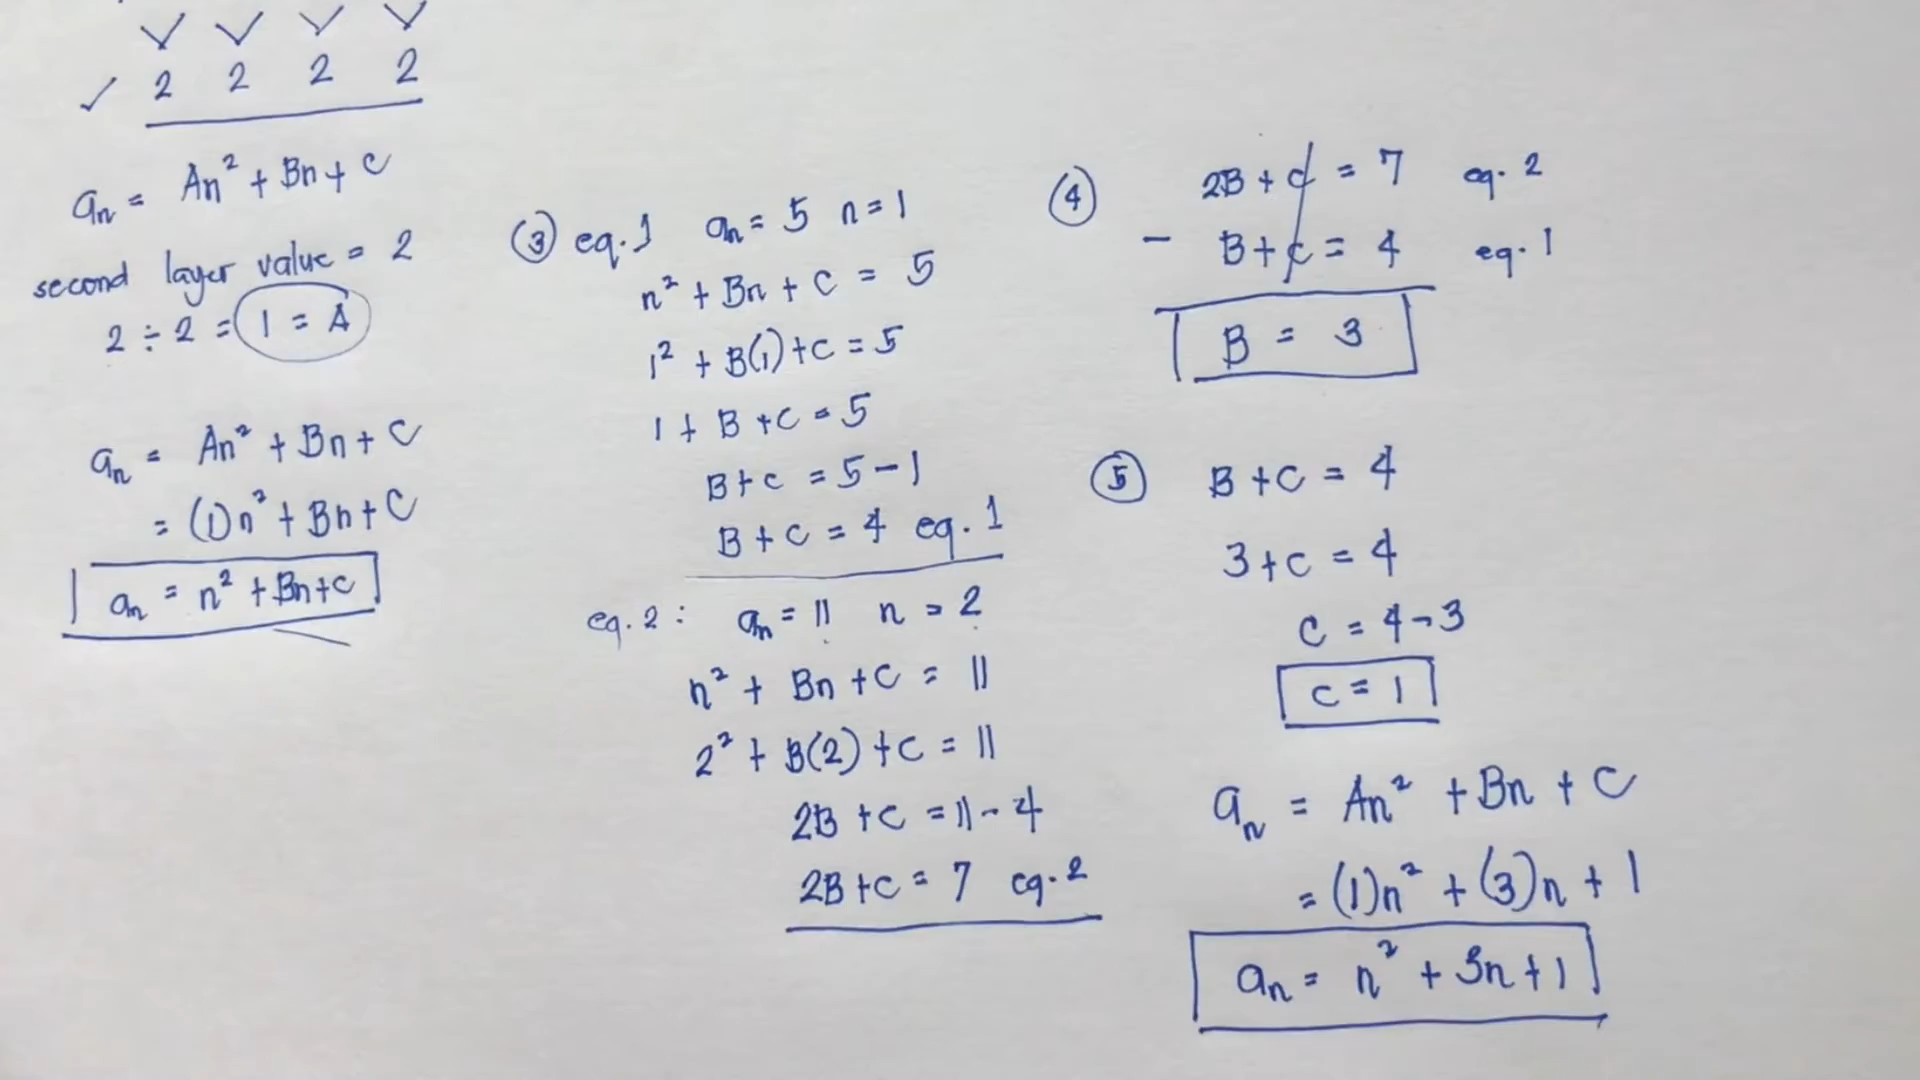 2 2 2 2
aₙ = An² + Bn + C
second layer value = 2
2 ÷ 2 = 1 = A
aₙ = An² + Bn + C
= (1)n² + Bn + C
aₙ = n² + Bn + C
③ eq. 1 aₙ = 5 n = 1
n² + Bn + C = 5
1² + B(1) + C = 5
1 + B + C = 5
B + C = 5 - 1
B + C = 4 eq. 1
eq. 2: aₙ = 11 n = 2
n² + Bn + C = 11
2² + B(2) + C = 11
2B + C = 11 - 4
2B + C = 7 eq. 2
④ 2B + C = 7 eq. 2
- B + C = 4 eq. 1
B = 3
⑤ B + C = 4
3 + C = 4
C = 4 - 3
C = 1
aₙ = An² + Bn + C
= (1)n² + (3)n + 1
aₙ = n² + 3n + 1